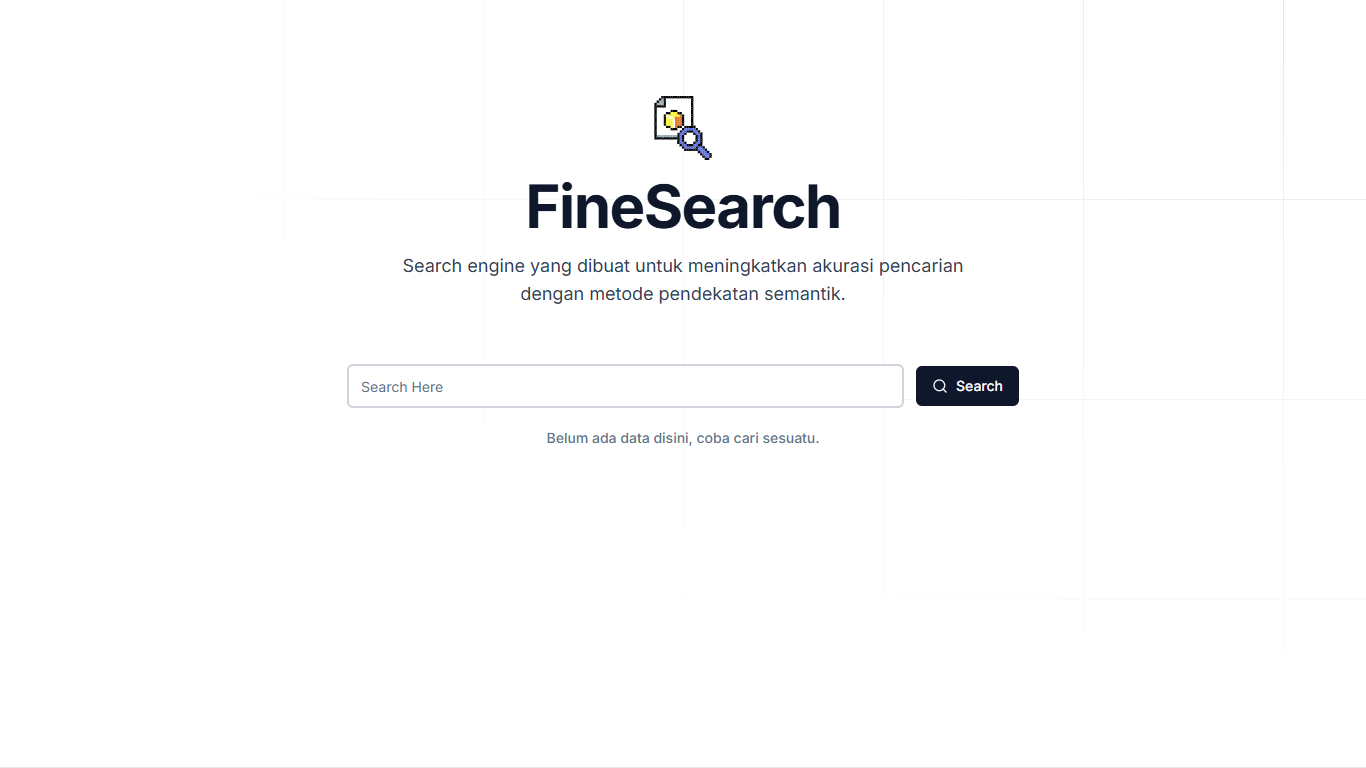 FineSearch
Search engine yang dibuat untuk meningkatkan akurasi pencarian
dengan metode pendekatan semantik.
Search Here
Search
Belum ada data disini, coba cari sesuatu.